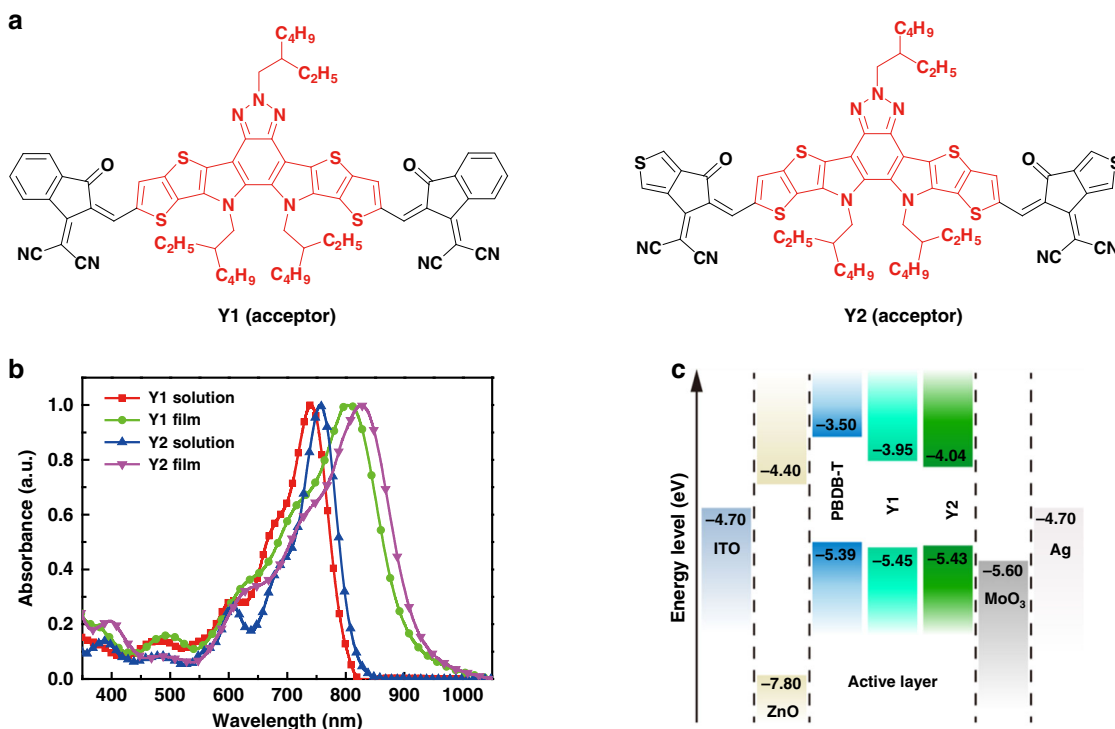 a
C₄H₉
C₂H₅
N
N
N
S
S
O
O
N
N
S
S
NC
CN
NC
CN
C₂H₅
C₂H₅
C₄H₉
C₄H₉
Y1 (acceptor)
C₄H₉
C₂H₅
N
N
N
S
S
S
S
O
O
N
N
S
S
NC
CN
NC
CN
C₂H₅
C₂H₅
C₄H₉
C₄H₉
Y2 (acceptor)
b
Y1 solution
Y1 film
Y2 solution
Y2 film
Absorbance (a.u.)
1.0
0.8
0.6
0.4
0.2
0.0
400 500 600 700 800 900 1000
Wavelength (nm)
c
Energy level (eV)
–4.70
ITO
–4.40
–7.80
ZnO
–3.50
PBDB-T
–5.39
–3.95
Y1
–5.45
–4.04
Y2
–5.43
Active layer
–5.60
MoO₃
–4.70
Ag